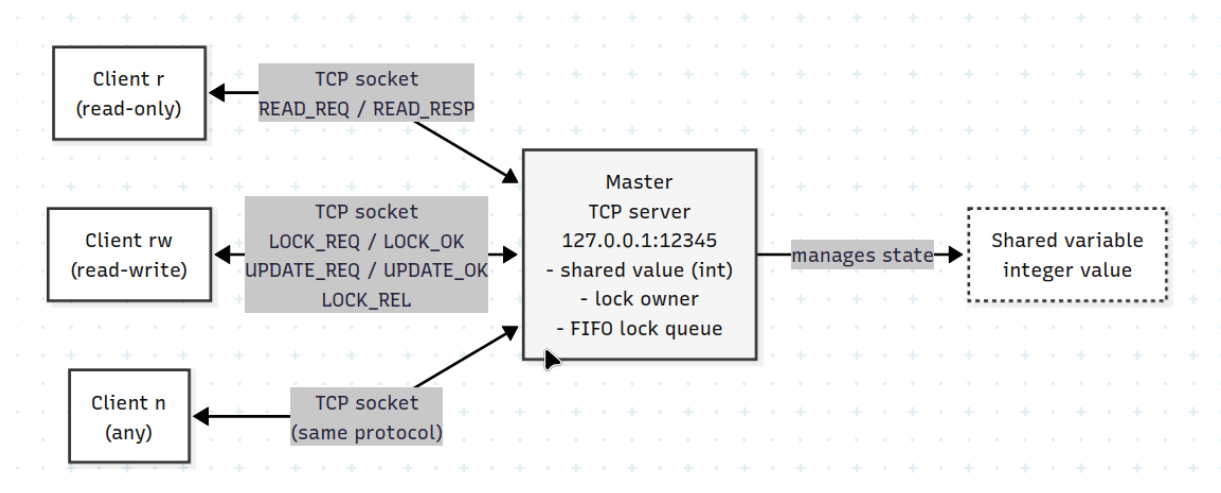 Client r
(read-only)
TCP socket
READ_REQ / READ_RESP
Client rw
(read-write)
TCP socket
LOCK_REQ / LOCK_OK
UPDATE_REQ / UPDATE_OK
LOCK_REL
Client n
(any)
TCP socket
(same protocol)
Master
TCP server
127.0.0.1:12345
- shared value (int)
- lock owner
- FIFO lock queue
manages state
Shared variable
integer value